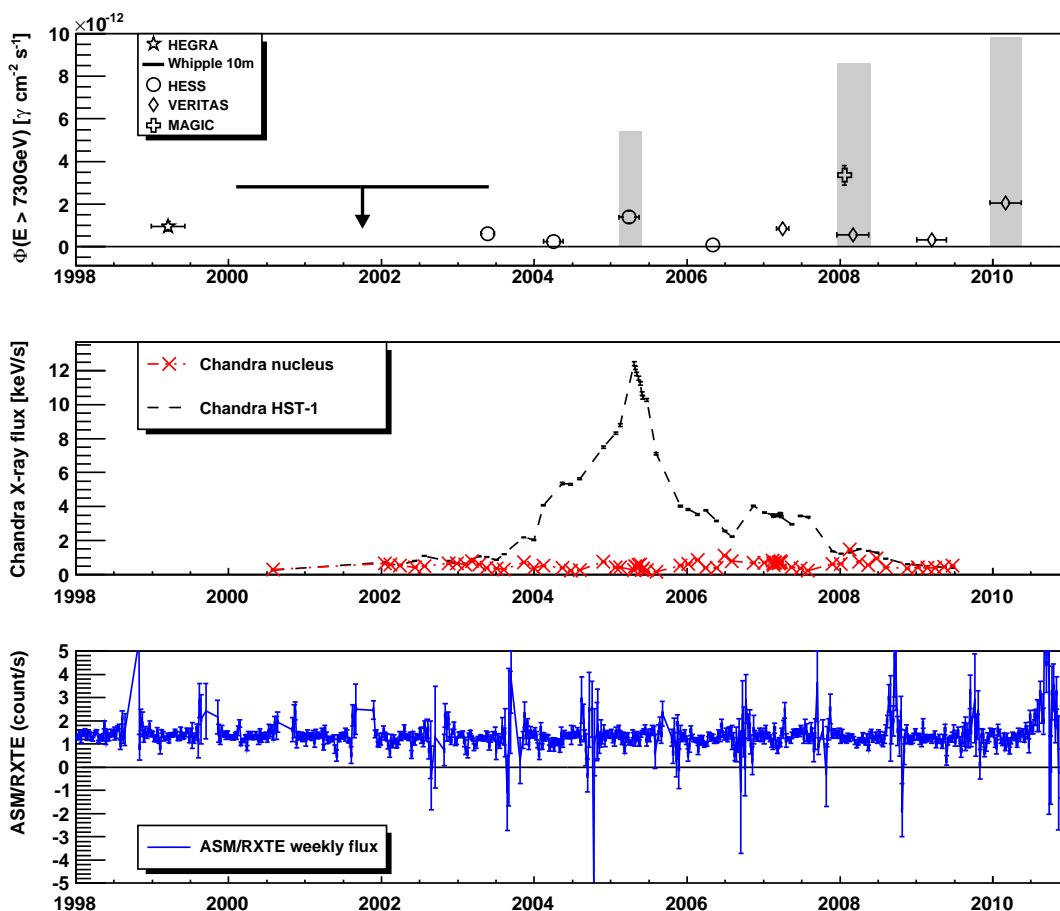 ×10⁻¹²
Φ(E > 730GeV) [γ cm⁻² s⁻¹]
10
8
6
4
2
0
HEGRA
Whipple 10m
HESS
VERITAS
MAGIC
1998 2000 2002 2004 2006 2008 2010
Chandra X-ray flux [keV/s]
12
10
8
6
4
2
0
Chandra nucleus
Chandra HST-1
1998 2000 2002 2004 2006 2008 2010
ASM/RXTE (count/s)
5
4
3
2
1
0
-1
-2
-3
-4
-5
ASM/RXTE weekly flux
1998 2000 2002 2004 2006 2008 2010